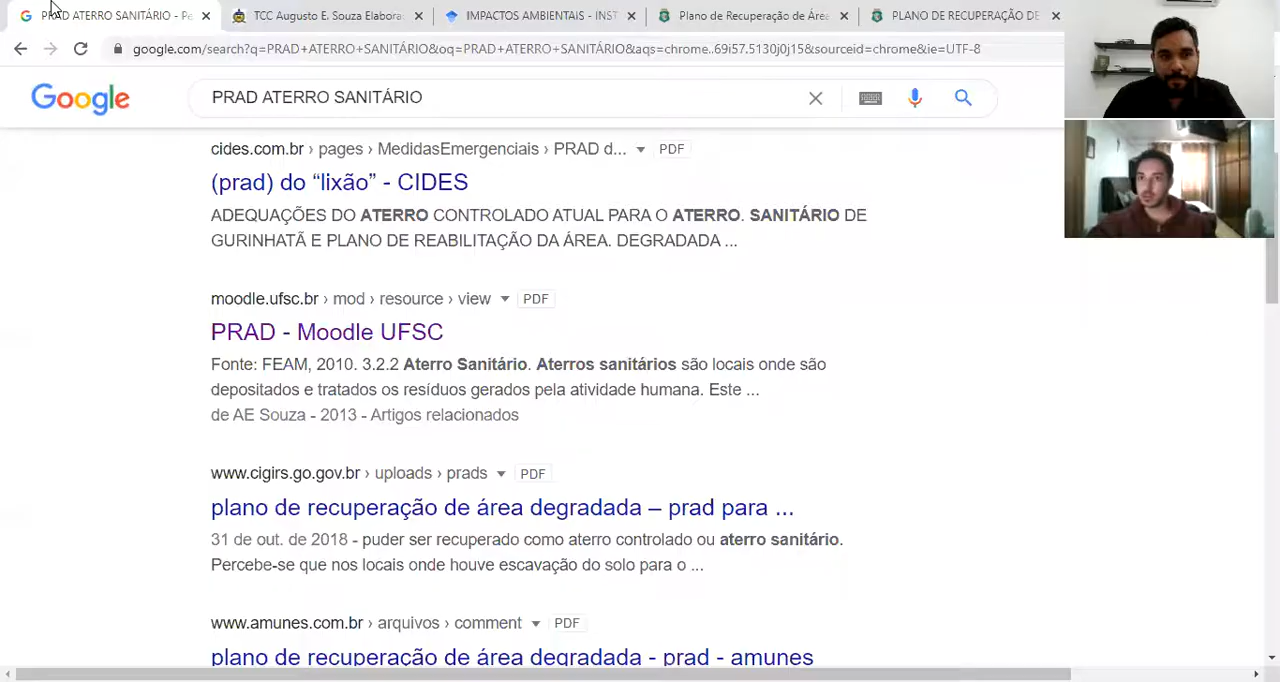 PRAD ATERRO SANITÁRIO - Pe
TCC Augusto E. Souza Elabora
IMPACTOS AMBIENTAIS - INST
Plano de Recuperação de Área
PLANO DE RECUPERAÇÃO DE
google.com/search?q=PRAD+ATERRO+SANITÁRIO&oq=PRAD+ATERRO+SANITÁRIO&aqs=chrome..69i57.5130j0j15&sourceid=chrome&ie=UTF-8
Google
PRAD ATERRO SANITÁRIO
cides.com.br › pages › MedidasEmergenciais › PRAD d... PDF
(prad) do “lixão” - CIDES
ADEQUAÇÕES DO ATERRO CONTROLADO ATUAL PARA O ATERRO. SANITÁRIO DE
GURINHATÃ E PLANO DE REABILITAÇÃO DA ÁREA. DEGRADADA ...
moodle.ufsc.br › mod › resource › view PDF
PRAD - Moodle UFSC
Fonte: FEAM, 2010. 3.2.2 Aterro Sanitário. Aterros sanitários são locais onde são
depositados e tratados os resíduos gerados pela atividade humana. Este ...
de AE Souza - 2013 - Artigos relacionados
www.cigirs.go.gov.br › uploads › prads PDF
plano de recuperação de área degradada – prad para ...
31 de out. de 2018 - puder ser recuperado como aterro controlado ou aterro sanitário.
Percebe-se que nos locais onde houve escavação do solo para o ...
www.amunes.com.br › arquivos › comment PDF
plano de recuperação de área degradada - prad - amunes